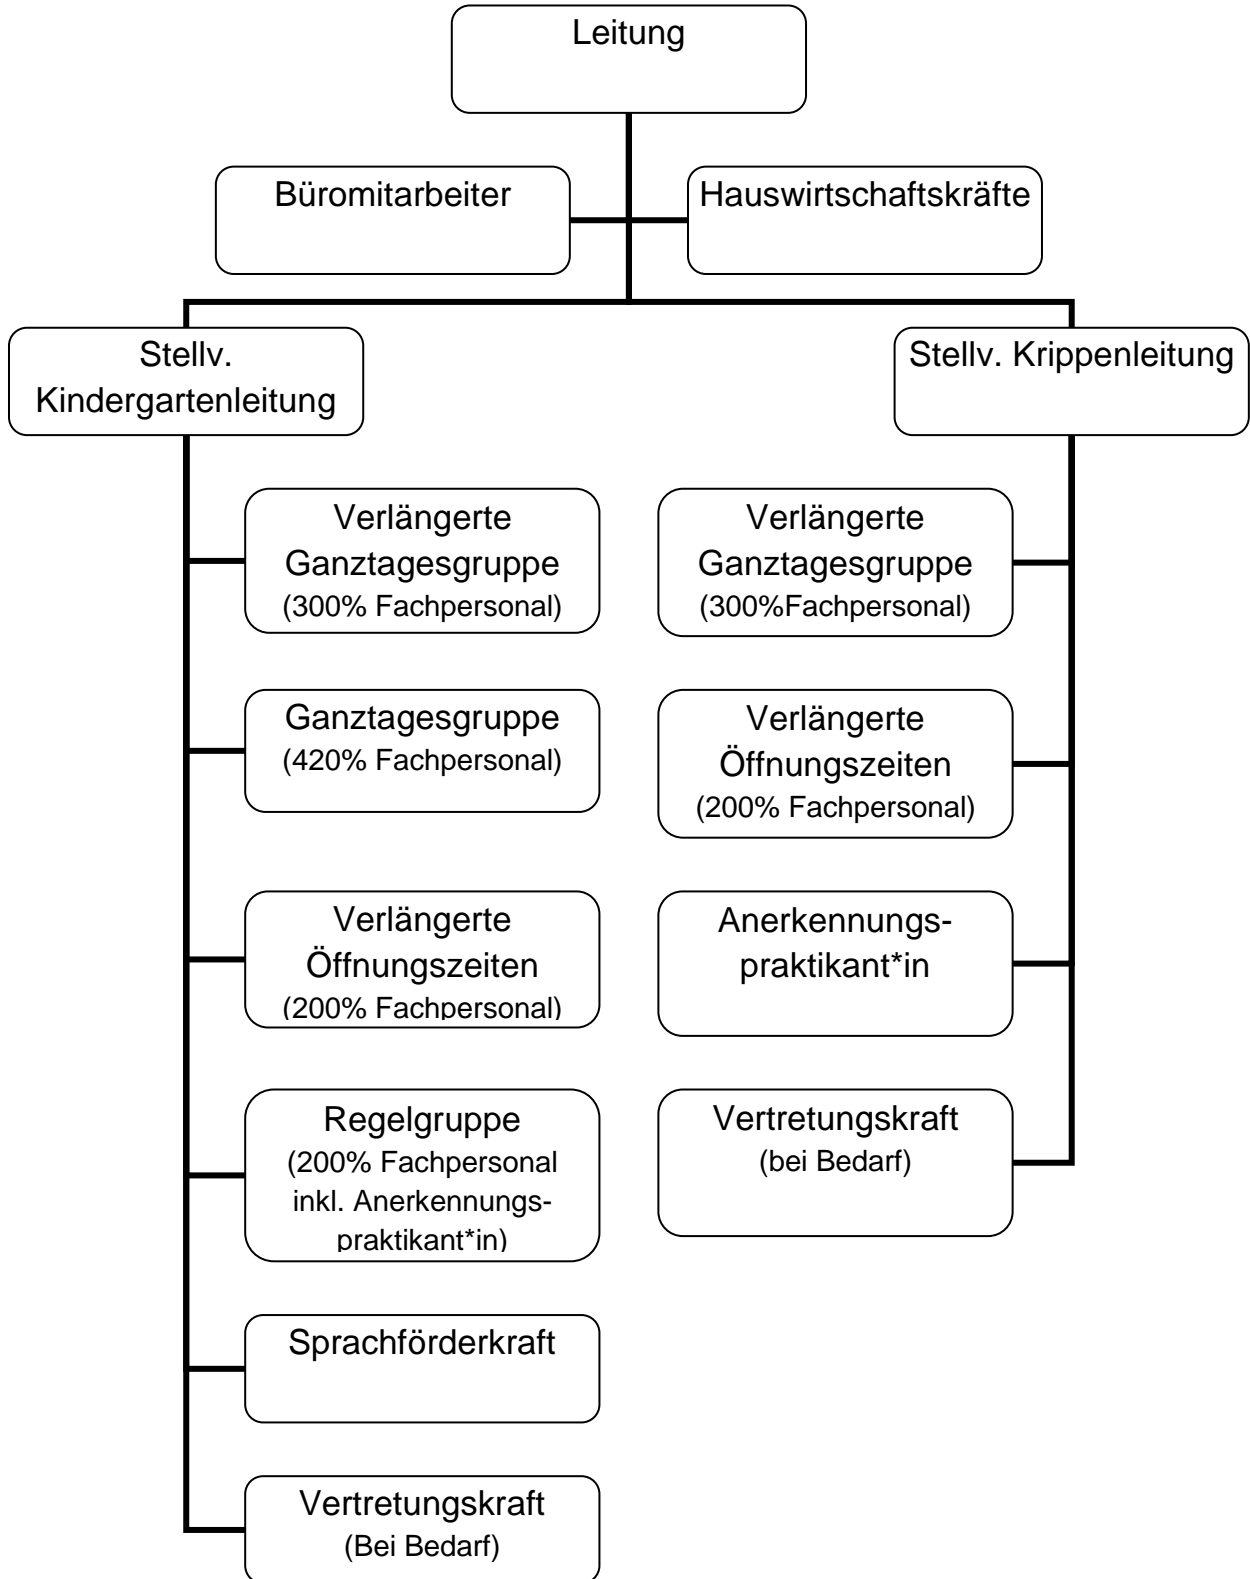 Leitung
Büromitarbeiter
Hauswirtschaftskräfte
Stellv.
Kindergartenleitung
Stellv. Krippenleitung
Verlängerte
Ganztagesgruppe
(300% Fachpersonal)
Ganztagesgruppe
(420% Fachpersonal)
Verlängerte
Öffnungszeiten
(200% Fachpersonal)
Regelgruppe
(200% Fachpersonal
inkl. Anerkennungs-
praktikant*in)
Sprachförderkraft
Vertretungskraft
(Bei Bedarf)
Verlängerte
Ganztagesgruppe
(300%Fachpersonal)
Verlängerte
Öffnungszeiten
(200% Fachpersonal)
Anerkennungs-
praktikant*in
Vertretungskraft
(bei Bedarf)